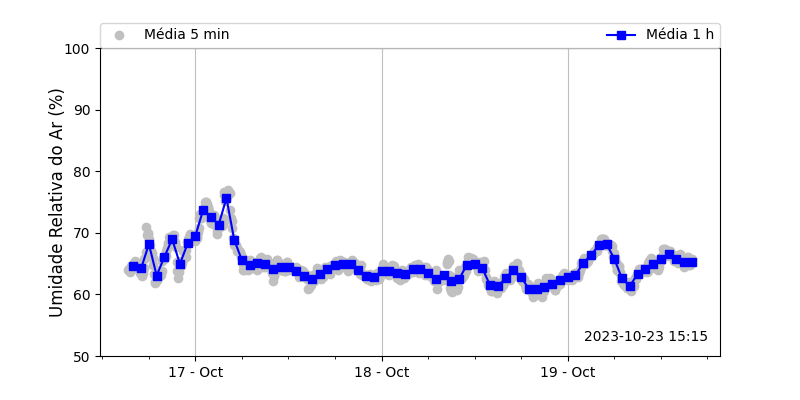 Média 5 min
Média 1 h
100
90
80
70
60
50
Umidade Relativa do Ar (%)
2023-10-23 15:15
17 - Oct
18 - Oct
19 - Oct